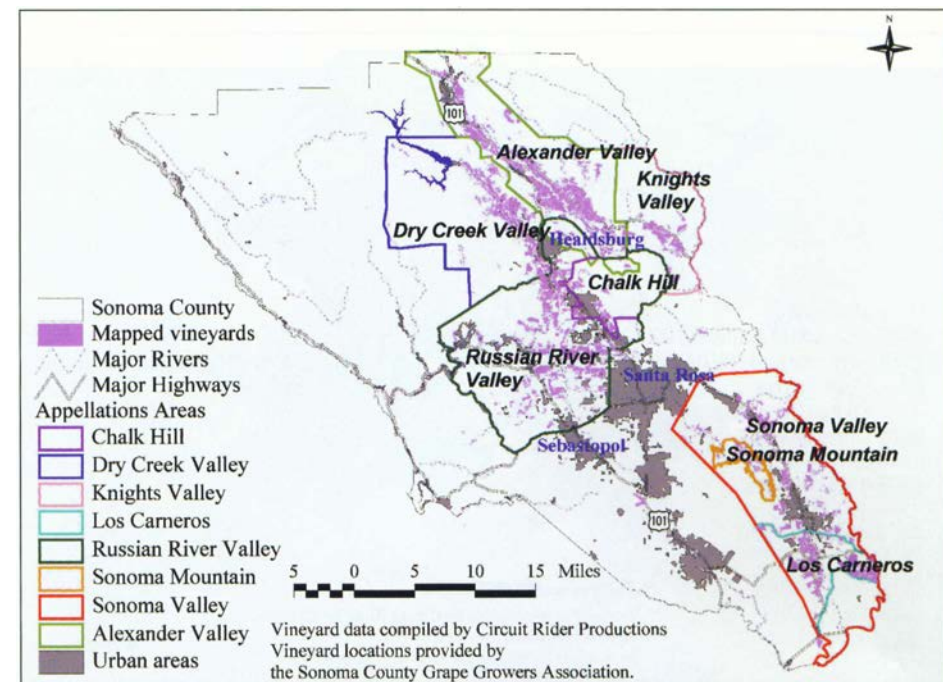 N
101
Alexander Valley
Knights
Valley
Dry Creek Valley
Healdsburg
Chalk Hill
Russian River
Valley
Santa Rosa
Sebastopol
Sonoma Valley
Sonoma Mountain
101
Los Carneros
Sonoma County
Mapped vineyards
Major Rivers
Major Highways
Appellations Areas
Chalk Hill
Dry Creek Valley
Knights Valley
Los Carneros
Russian River Valley
Sonoma Mountain
Sonoma Valley
Alexander Valley
Urban areas
5 0 5 10 15 Miles
Vineyard data compiled by Circuit Rider Productions
Vineyard locations provided by
the Sonoma County Grape Growers Association.